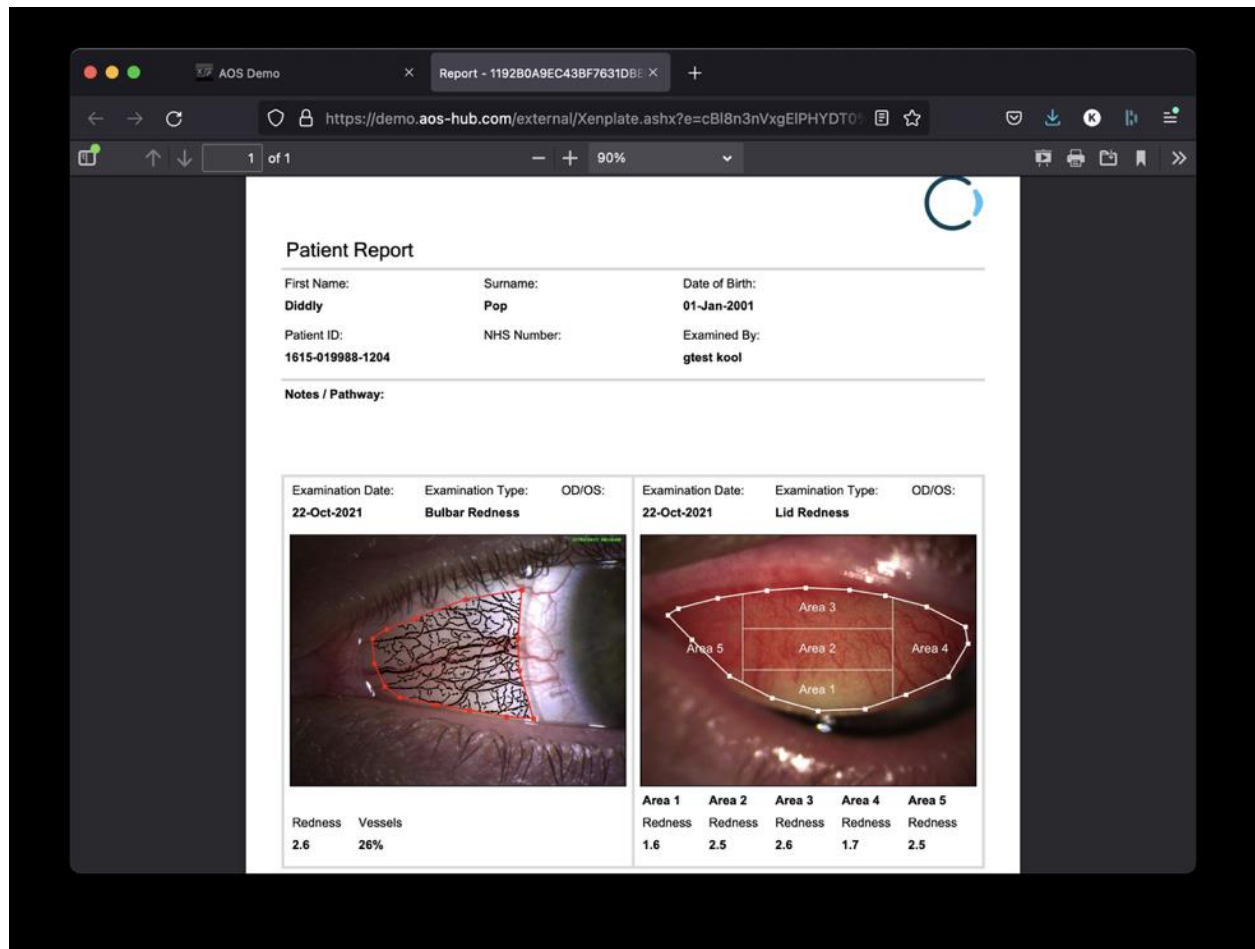 AOS Demo
Report - 1192B0A9EC43BF7631DBE
https://demo.aos-hub.com/external/Xenplate.ashx?e=cBl8n3nVxgElPHYDT0
1 of 1
90%
Patient Report
First Name: Surname: Date of Birth:
Diddly Pop 01-Jan-2001
Patient ID: NHS Number: Examined By:
1615-019988-1204 gtest kool
Notes / Pathway:
Examination Date: Examination Type: OD/OS:
22-Oct-2021 Bulbar Redness
Redness Vessels
2.6 26%
Examination Date: Examination Type: OD/OS:
22-Oct-2021 Lid Redness
Area 3
Area 5 Area 2 Area 4
Area 1
Area 1 Area 2 Area 3 Area 4 Area 5
Redness Redness Redness Redness Redness
1.6 2.5 2.6 1.7 2.5